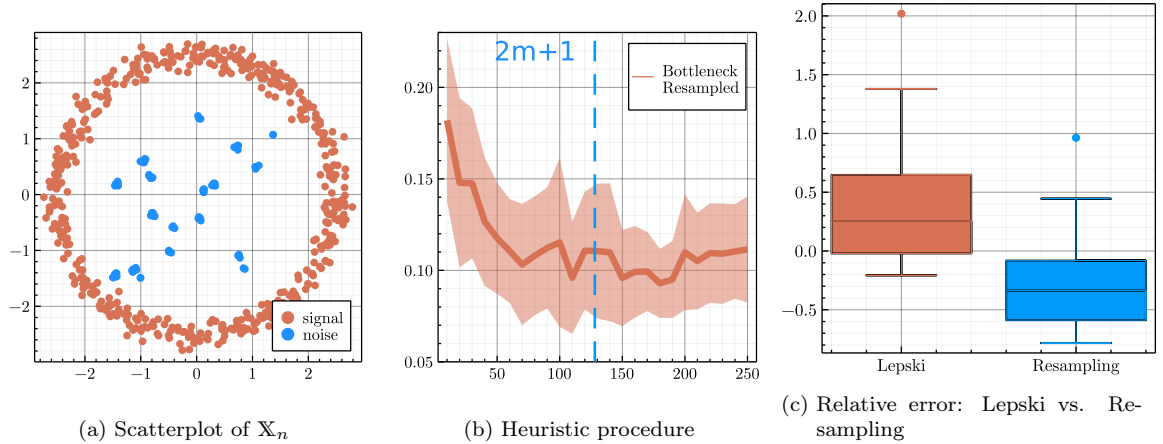 2
1
0
−1
−2
−2
−1
0
1
2
signal
noise
(a) Scatterplot of 𝕏n
2m+1
Bottleneck
Resampled
0.20
0.15
0.10
0.05
50
100
150
200
250
(b) Heuristic procedure
2.0
1.5
1.0
0.5
0.0
−0.5
Lepski
Resampling
(c) Relative error: Lepski vs. Re-
sampling